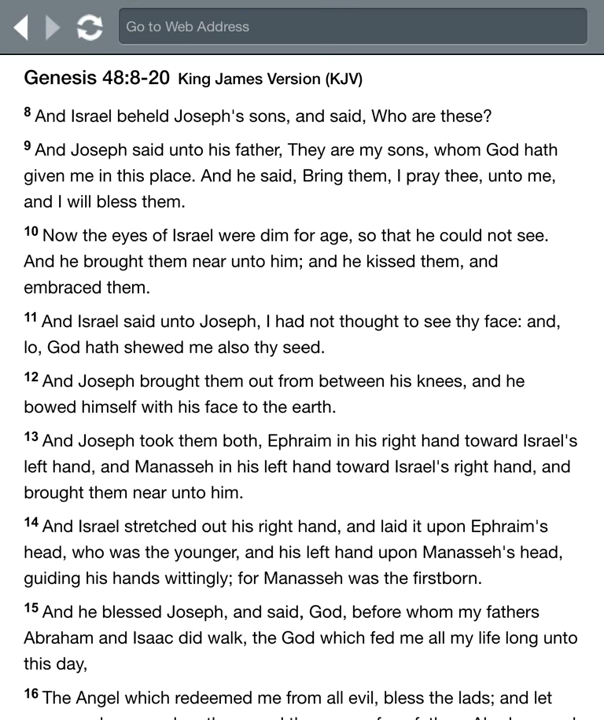 Go to Web Address
Genesis 48:8-20 King James Version (KJV)
8 And Israel beheld Joseph's sons, and said, Who are these?
9 And Joseph said unto his father, They are my sons, whom God hath
given me in this place. And he said, Bring them, I pray thee, unto me,
and I will bless them.
10 Now the eyes of Israel were dim for age, so that he could not see.
And he brought them near unto him; and he kissed them, and
embraced them.
11 And Israel said unto Joseph, I had not thought to see thy face: and,
lo, God hath shewed me also thy seed.
12 And Joseph brought them out from between his knees, and he
bowed himself with his face to the earth.
13 And Joseph took them both, Ephraim in his right hand toward Israel's
left hand, and Manasseh in his left hand toward Israel's right hand, and
brought them near unto him.
14 And Israel stretched out his right hand, and laid it upon Ephraim's
head, who was the younger, and his left hand upon Manasseh's head,
guiding his hands wittingly; for Manasseh was the firstborn.
15 And he blessed Joseph, and said, God, before whom my fathers
Abraham and Isaac did walk, the God which fed me all my life long unto
this day,
16 The Angel which redeemed me from all evil, bless the lads; and let